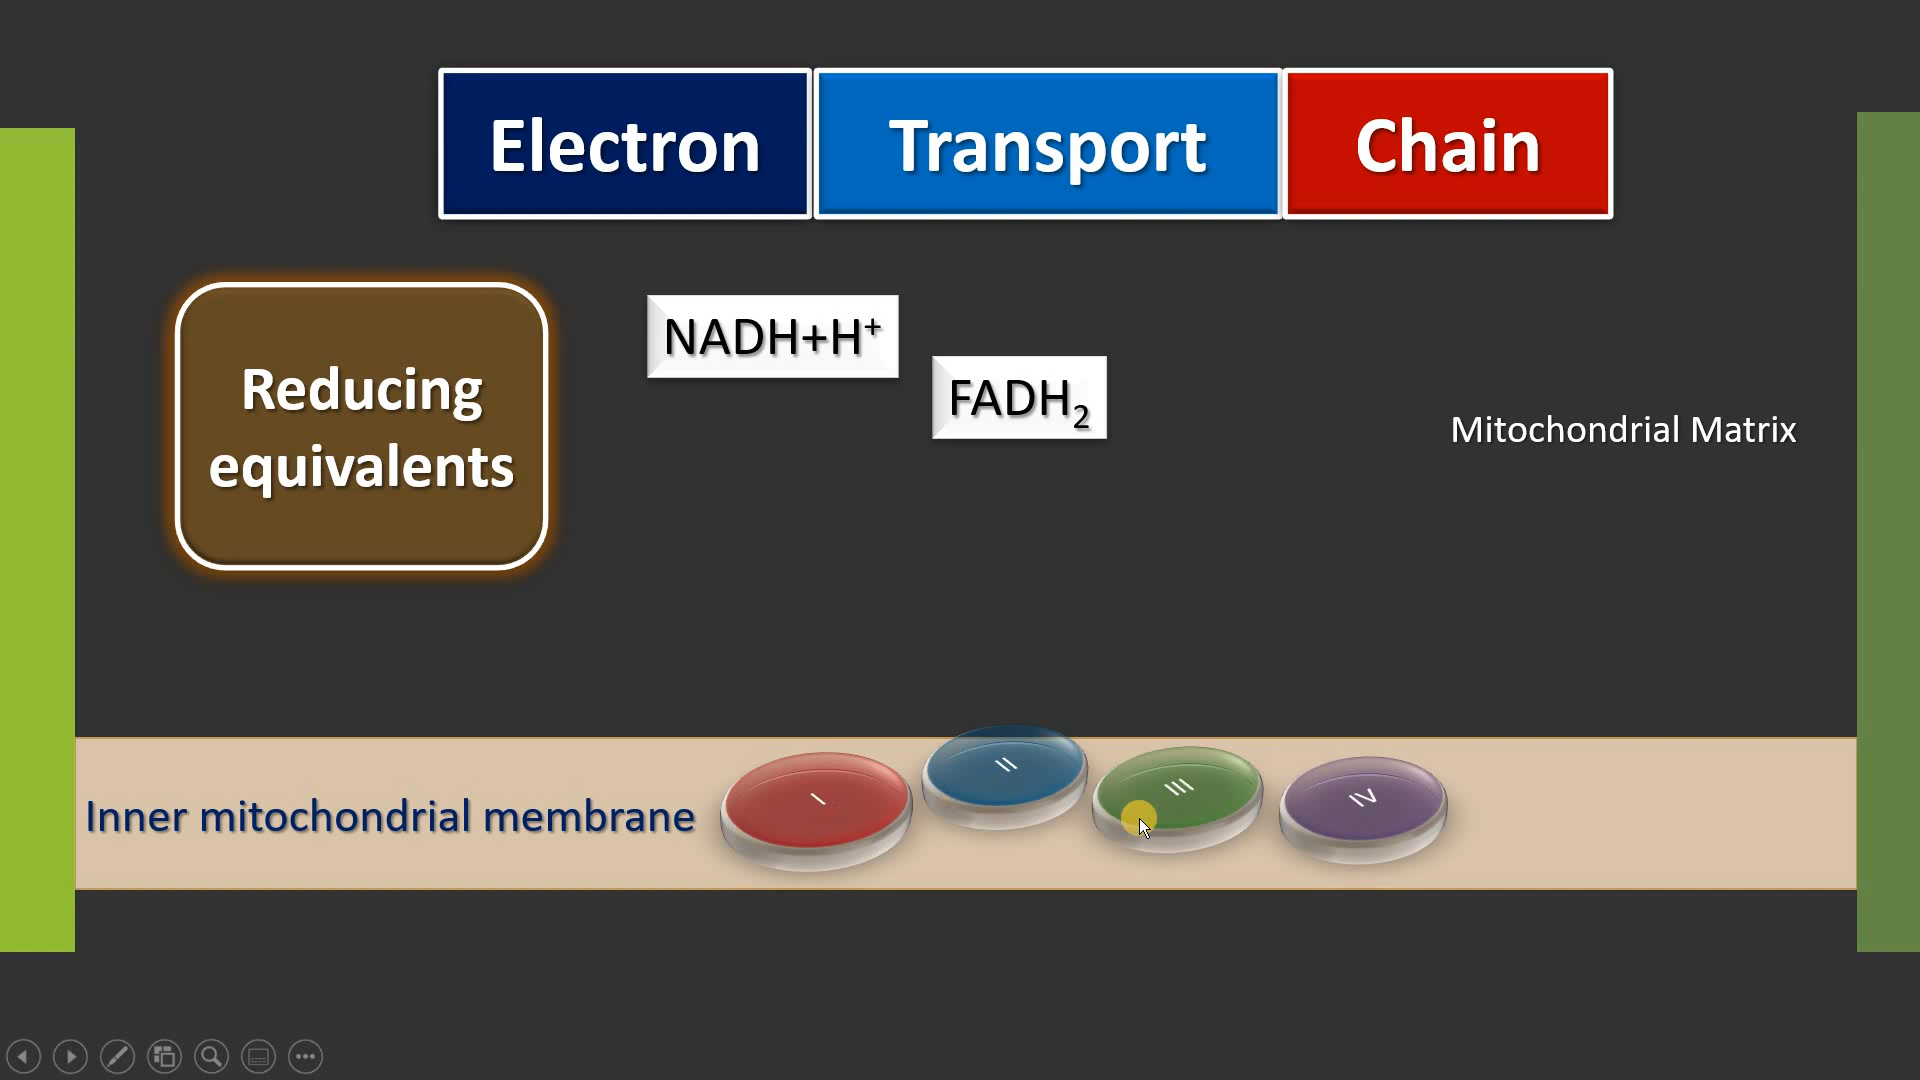 Electron Transport Chain
NADH+H⁺
FADH₂
Reducing
equivalents
Mitochondrial Matrix
Inner mitochondrial membrane
I
II
III
IV